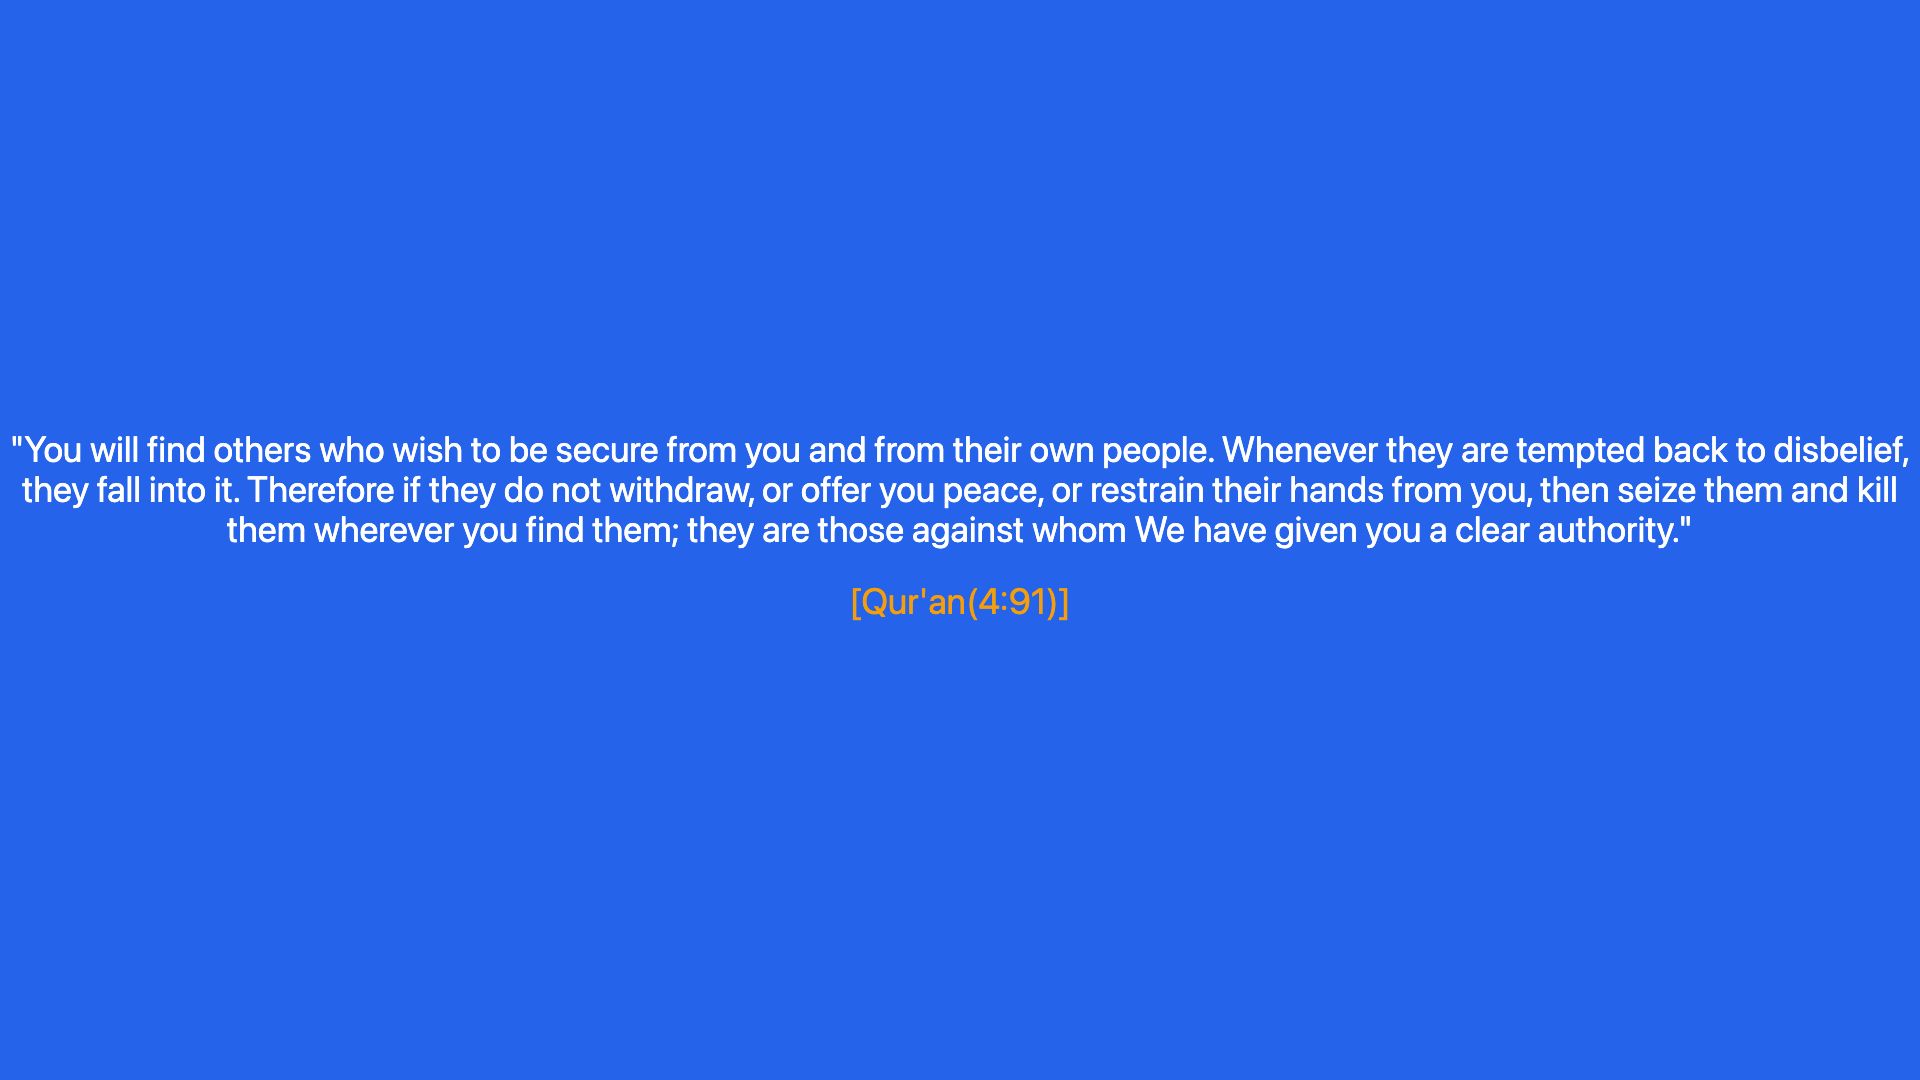 "You will find others who wish to be secure from you and from their own people. Whenever they are tempted back to disbelief,
they fall into it. Therefore if they do not withdraw, or offer you peace, or restrain their hands from you, then seize them and kill
them wherever you find them; they are those against whom We have given you a clear authority."
[Qur'an(4:91)]